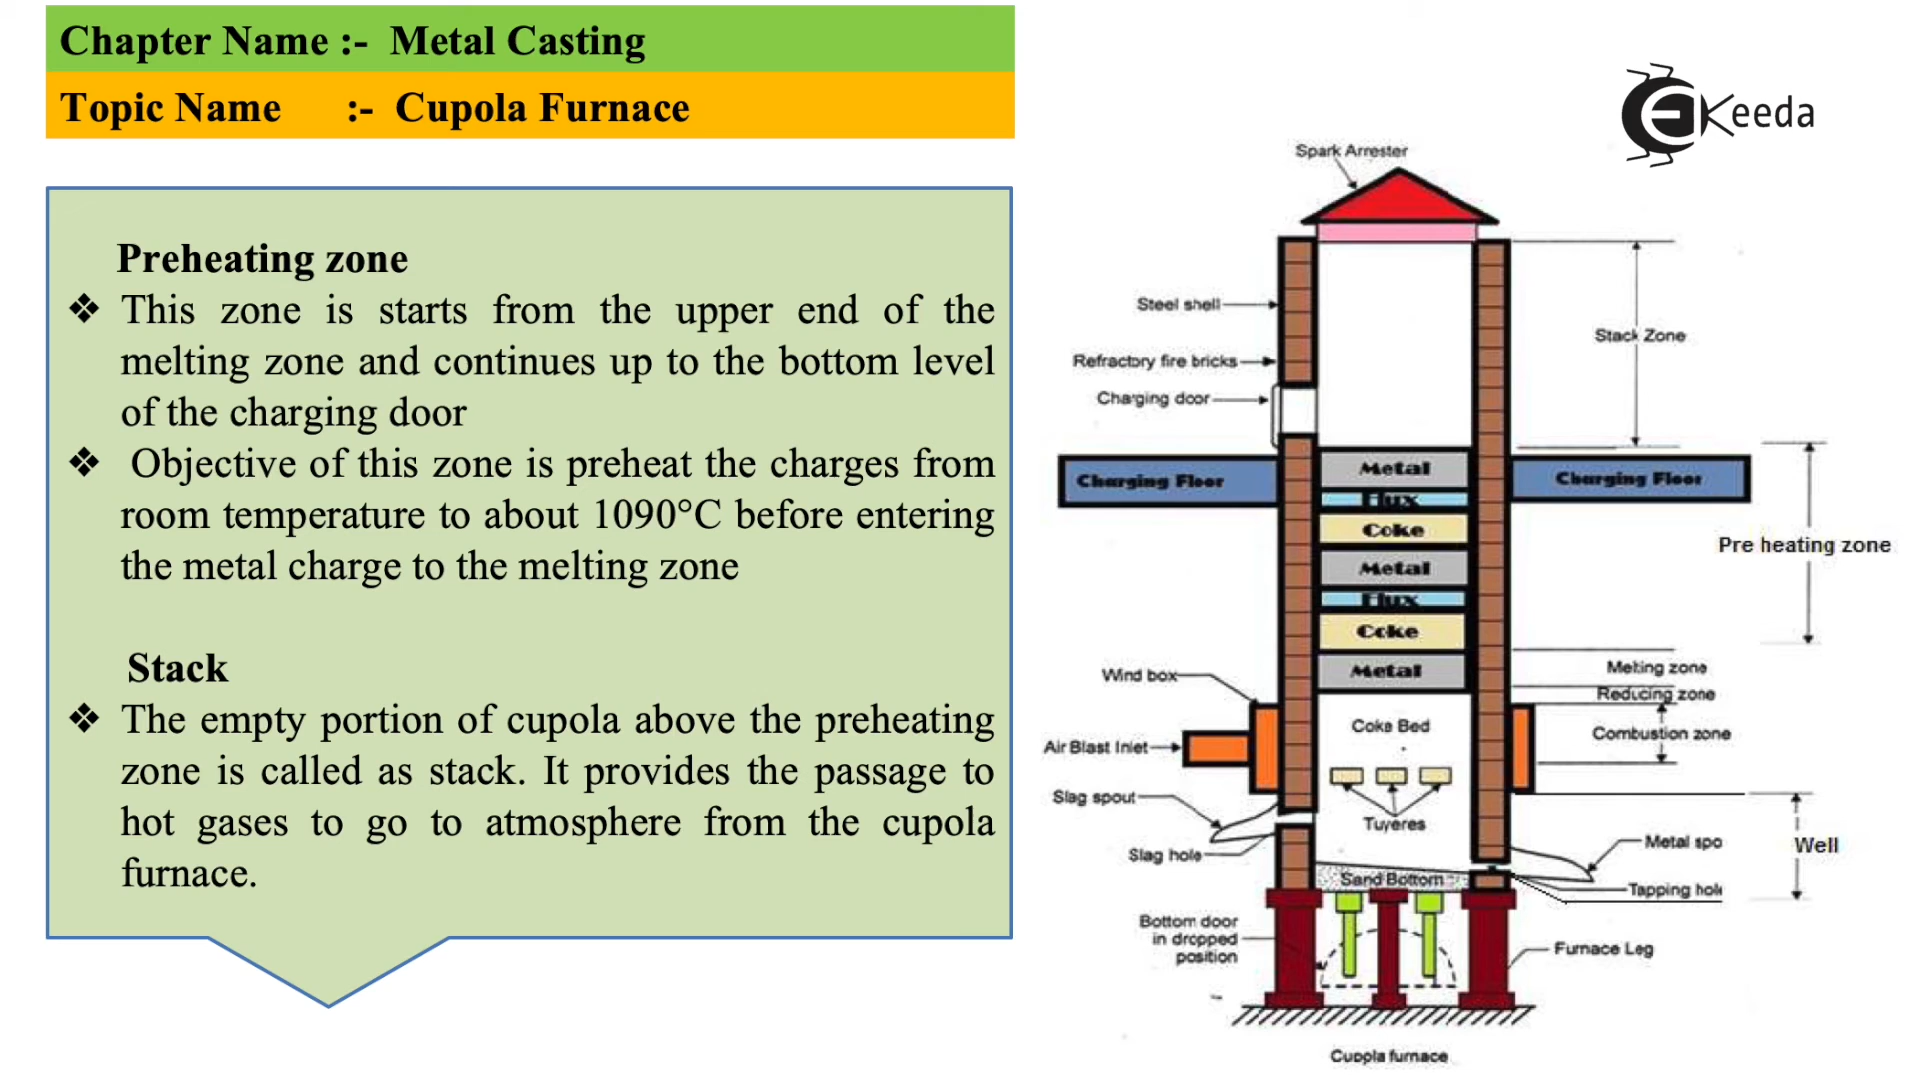 Chapter Name :- Metal Casting
Topic Name :- Cupola Furnace
Preheating zone
❖ This zone is starts from the upper end of the
melting zone and continues up to the bottom level
of the charging door
❖ Objective of this zone is preheat the charges from
room temperature to about 1090°C before entering
the metal charge to the melting zone
Stack
❖ The empty portion of cupola above the preheating
zone is called as stack. It provides the passage to
hot gases to go to atmosphere from the cupola
furnace.
Keeda
Spark Arrester
Steel shell
Stack Zone
Refractory fire bricks
Charging door
Charging Floor
Metal
Charging Floor
Flux
Coke
Pre heating zone
Metal
Flux
Coke
Metal
Melting zone
Wind box
Reducing zone
Coke Bed
Combustion zone
Air Blast Inlet
Slag spout
Tuyeres
Metal spo
Well
Slag hole
Sand Bottom
Tapping hole
Bottom door
in dropped
position
Furnace Leg
Cupola furnace